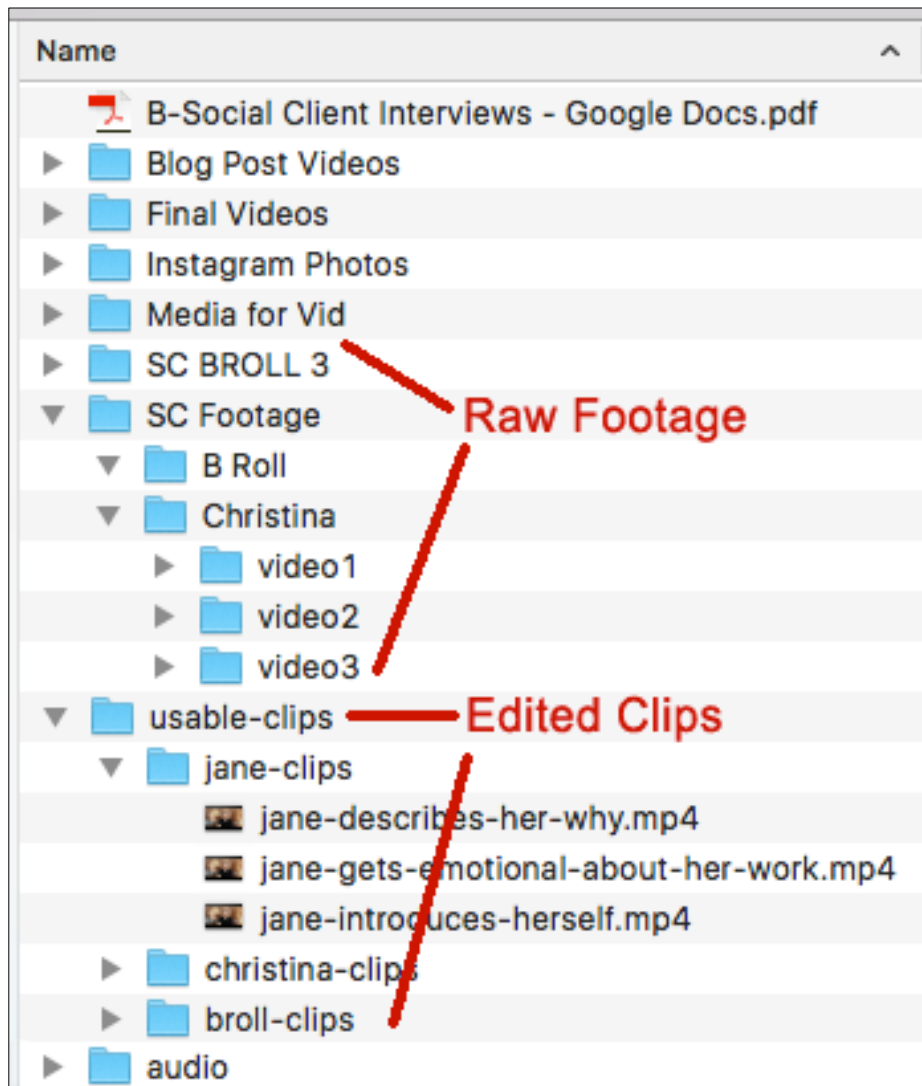 Name
B-Social Client Interviews - Google Docs.pdf
Blog Post Videos
Final Videos
Instagram Photos
Media for Vid
SC BROLL 3
SC Footage
Raw Footage
B Roll
Christina
video1
video2
video3
usable-clips
Edited Clips
jane-clips
jane-describes-her-why.mp4
jane-gets-emotional-about-her-work.mp4
jane-introduces-herself.mp4
christina-clips
broll-clips
audio